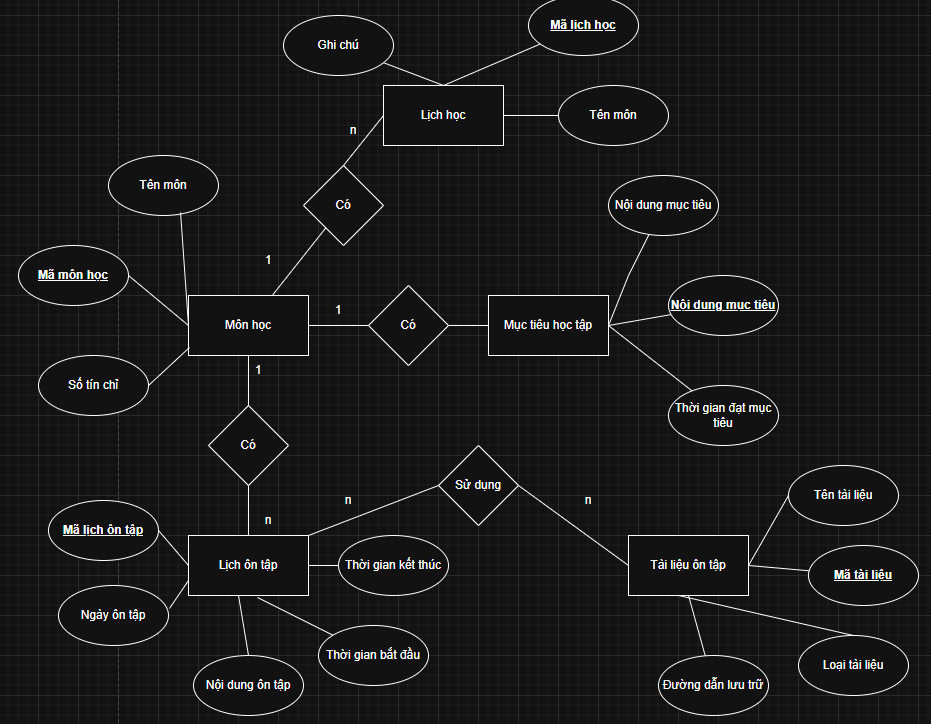 Mã lịch học
Ghi chú
Lịch học
Tên môn
n
Tên môn
Có
Nội dung mục tiêu
1
Mã môn học
Nội dung mục tiêu
1
Môn học
Có
Mục tiêu học tập
1
Số tín chỉ
Thời gian đạt mục
tiêu
Có
Sử dụng
n
n
Tên tài liệu
n
Mã lịch ôn tập
Lịch ôn tập
Thời gian kết thúc
Tài liệu ôn tập
Mã tài liệu
Ngày ôn tập
Thời gian bắt đầu
Loại tài liệu
Nội dung ôn tập
Đường dẫn lưu trữ